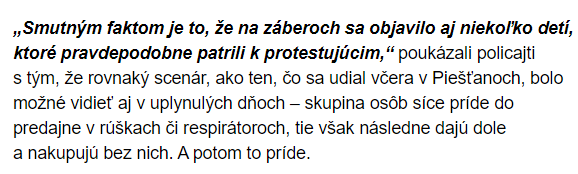 „Smutným faktom je to, že na záberoch sa objavilo aj niekoľko detí,
ktoré pravdepodobne patrili k protestujúcim,“ poukázali policajti
s tým, že rovnaký scenár, ako ten, čo sa udial včera v Piešťanoch, bolo
možné vidieť aj v uplynulých dňoch – skupina osôb síce príde do
predajne v rúškach či respirátoroch, tie však následne dajú dole
a nakupujú bez nich. A potom to príde.